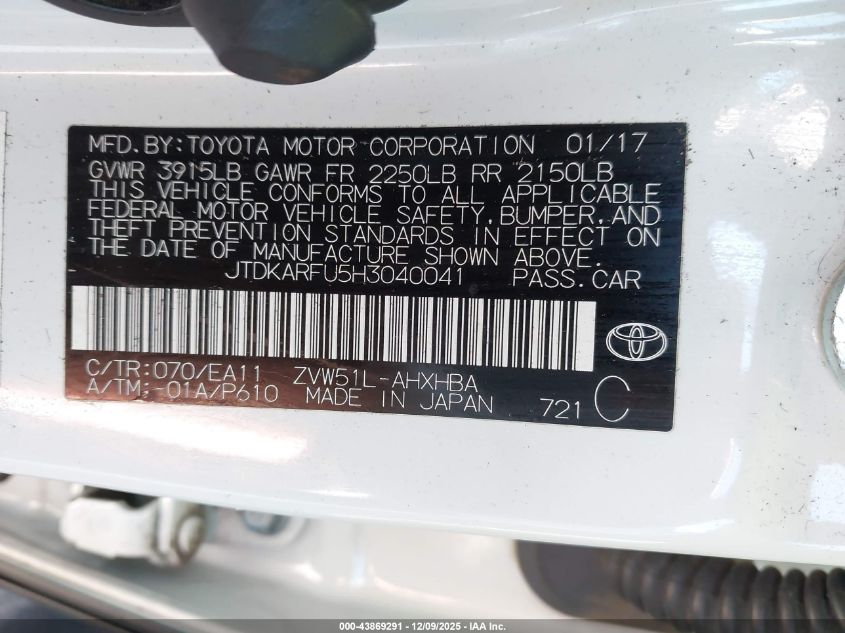 MFD.BY:TOYOTA MOTOR CORPORATION 01/17
GVWR 3915LB GAWR FR 2250LB RR 2150LB
THIS VEHICLE CONFORMS TO ALL APPLICABLE
FEDERAL MOTOR VEHICLE SAFETY,BUMPER,AND
THEFT PREVENTION STANDARDS IN EFFECT ON
THE DATE OF MANUFACTURE SHOWN ABOVE.
JTDKARFU5H3040041 PASS.CAR
C/TR:070/EA11 ZVW51L-AHXHBA
A/TM:-01A/P610 MADE IN JAPAN 721 C
000-43869291 - 12/09/2025 - IAA Inc.